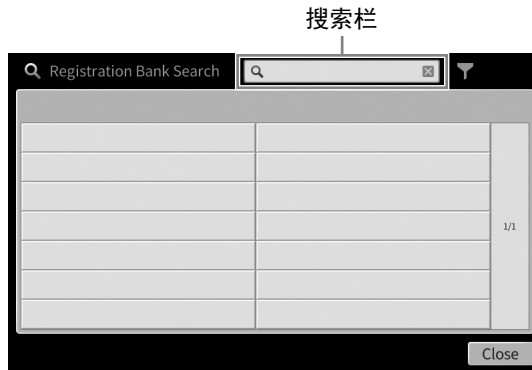 搜索栏
Registration Bank Search
1/1
Close